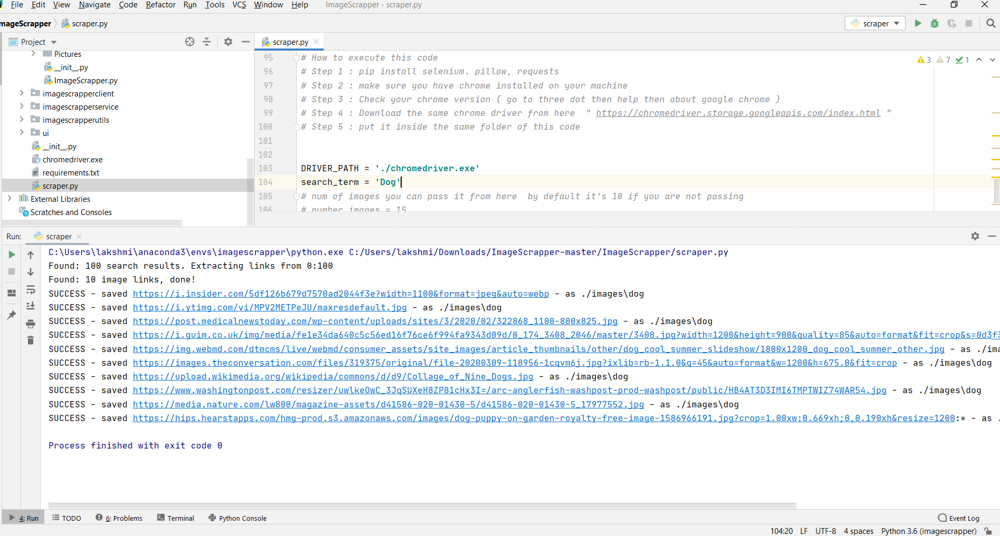 File Edit View Navigate Code Refactor Run Tools VCS Window Help ImageScrapper - scraper.py
mageScrapper scraper.py scraper
Project scraper.py
Pictures
__init__.py
ImageScrapper.py
imagescrapperclient
imagescrapperservice
imagescrapperutils
ui
__init__.py
chromedriver.exe
requirements.txt
scraper.py
External Libraries
Scratches and Consoles
3 7 1
95 # How to execute this code
96 # Step 1 : pip install selenium. pillow, requests
97 # Step 2 : make sure you have chrome installed on your machine
98 # Step 3 : Check your chrome version ( go to three dot then help then about google chrome )
99 # Step 4 : Download the same chrome driver from here  " https://chromedriver.storage.googleapis.com/index.html "
100 # Step 5 : put it inside the same folder of this code
101
102
103 DRIVER_PATH = './chromedriver.exe'
104 search_term = 'Dog'
105 # num of images you can pass it from here  by default it's 10 if you are not passing
106 # number_images = 15
Run: scraper
C:\Users\lakshmi\anaconda3\envs\imagescrapper\python.exe C:/Users/lakshmi/Downloads/ImageScrapper-master/ImageScrapper/scraper.py
Found: 100 search results. Extracting links from 0:100
Found: 10 image links, done!
SUCCESS - saved https://i.insider.com/5df126b679d7570ad2044f3e?width=1100&format=jpeg&auto=webp - as ./images\dog
SUCCESS - saved https://i.ytimg.com/vi/MPV2METPeJU/maxresdefault.jpg - as ./images\dog
SUCCESS - saved https://post.medicalnewstoday.com/wp-content/uploads/sites/3/2020/02/322868_1100-800x825.jpg - as ./images\dog
SUCCESS - saved https://i.guim.co.uk/img/media/fe1e34da640c5c56ed16f76ce6f994fa9343d09d/0_174_3408_2046/master/3408.jpg?width=1200&height=900&quality=85&auto=format&fit=crop&s=0d3f3
SUCCESS - saved https://img.webmd.com/dtmcms/live/webmd/consumer_assets/site_images/article_thumbnails/other/dog_cool_summer_slideshow/1800x1200_dog_cool_summer_other.jpg - as ./ima
SUCCESS - saved https://images.theconversation.com/files/319375/original/file-20200309-118956-1cqvm6j.jpg?ixlib=rb-1.1.0&q=45&auto=format&w=1200&h=675.0&fit=crop - as ./images\dog
SUCCESS - saved https://upload.wikimedia.org/wikipedia/commons/d/d9/Collage_of_Nine_Dogs.jpg - as ./images\dog
SUCCESS - saved https://www.washingtonpost.com/resizer/uwlkeOwC_3JqSUXeH8ZP81cHx3I=/arc-anglerfish-washpost-prod-washpost/public/HB4AT3D3IMI6TMPTWIZ74WAR54.jpg - as ./images\dog
SUCCESS - saved https://media.nature.com/lw800/magazine-assets/d41586-020-01430-5/d41586-020-01430-5_17977552.jpg - as ./images\dog
SUCCESS - saved https://hips.hearstapps.com/hmg-prod.s3.amazonaws.com/images/dog-puppy-on-garden-royalty-free-image-1586966191.jpg?crop=1.00xw:0.669xh;0,0.190xh&resize=1200:* - as .
Process finished with exit code 0
4: Run TODO 6: Problems Terminal Python Console Event Log
104:20 LF UTF-8 4 spaces Python 3.6 (imagescrapper)